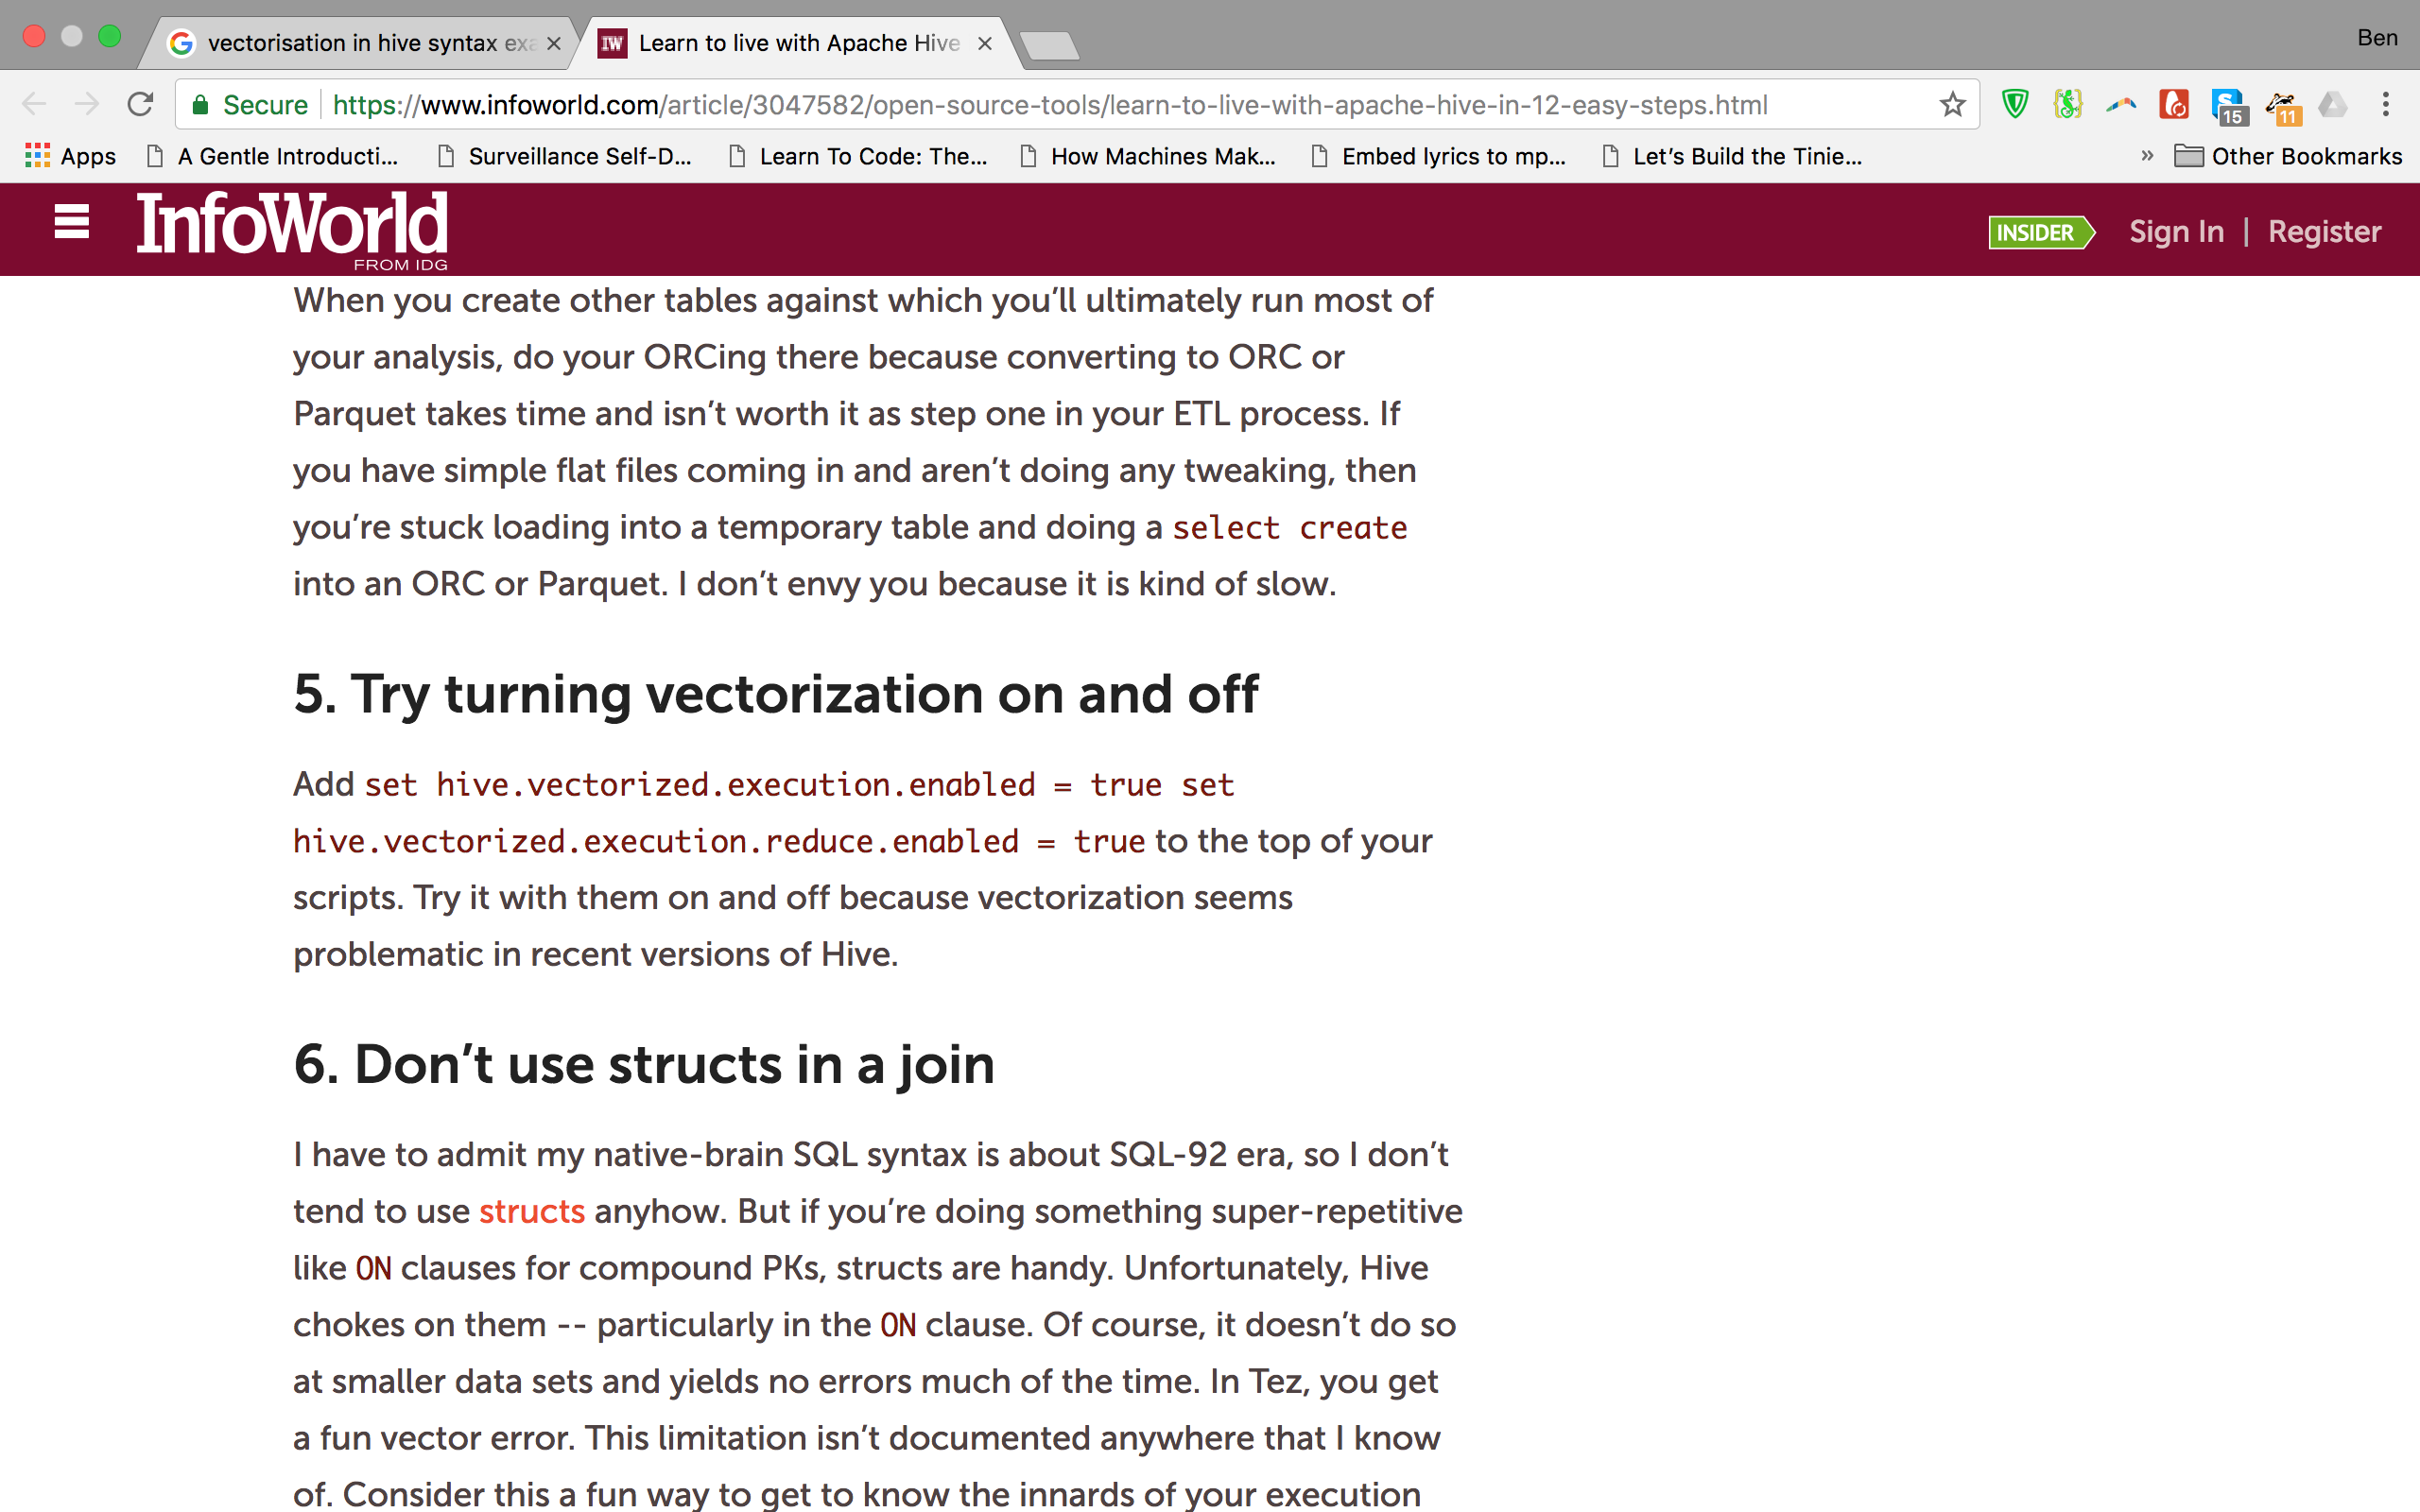 vectorisation in hive syntax exa
Learn to live with Apache Hive
Ben
Secure
https://www.infoworld.com/article/3047582/open-source-tools/learn-to-live-with-apache-hive-in-12-easy-steps.html
15
11
Apps
A Gentle Introducti...
Surveillance Self-D...
Learn To Code: The...
How Machines Mak...
Embed lyrics to mp...
Let's Build the Tinie...
»
Other Bookmarks
InfoWorld
FROM IDG
INSIDER
Sign In | Register
When you create other tables against which you'll ultimately run most of
your analysis, do your ORCing there because converting to ORC or
Parquet takes time and isn't worth it as step one in your ETL process. If
you have simple flat files coming in and aren't doing any tweaking, then
you're stuck loading into a temporary table and doing a select create
into an ORC or Parquet. I don't envy you because it is kind of slow.
5. Try turning vectorization on and off
Add set hive.vectorized.execution.enabled = true set
hive.vectorized.execution.reduce.enabled = true to the top of your
scripts. Try it with them on and off because vectorization seems
problematic in recent versions of Hive.
6. Don't use structs in a join
I have to admit my native-brain SQL syntax is about SQL-92 era, so I don't
tend to use structs anyhow. But if you're doing something super-repetitive
like ON clauses for compound PKs, structs are handy. Unfortunately, Hive
chokes on them -- particularly in the ON clause. Of course, it doesn't do so
at smaller data sets and yields no errors much of the time. In Tez, you get
a fun vector error. This limitation isn't documented anywhere that I know
of. Consider this a fun way to get to know the innards of your execution